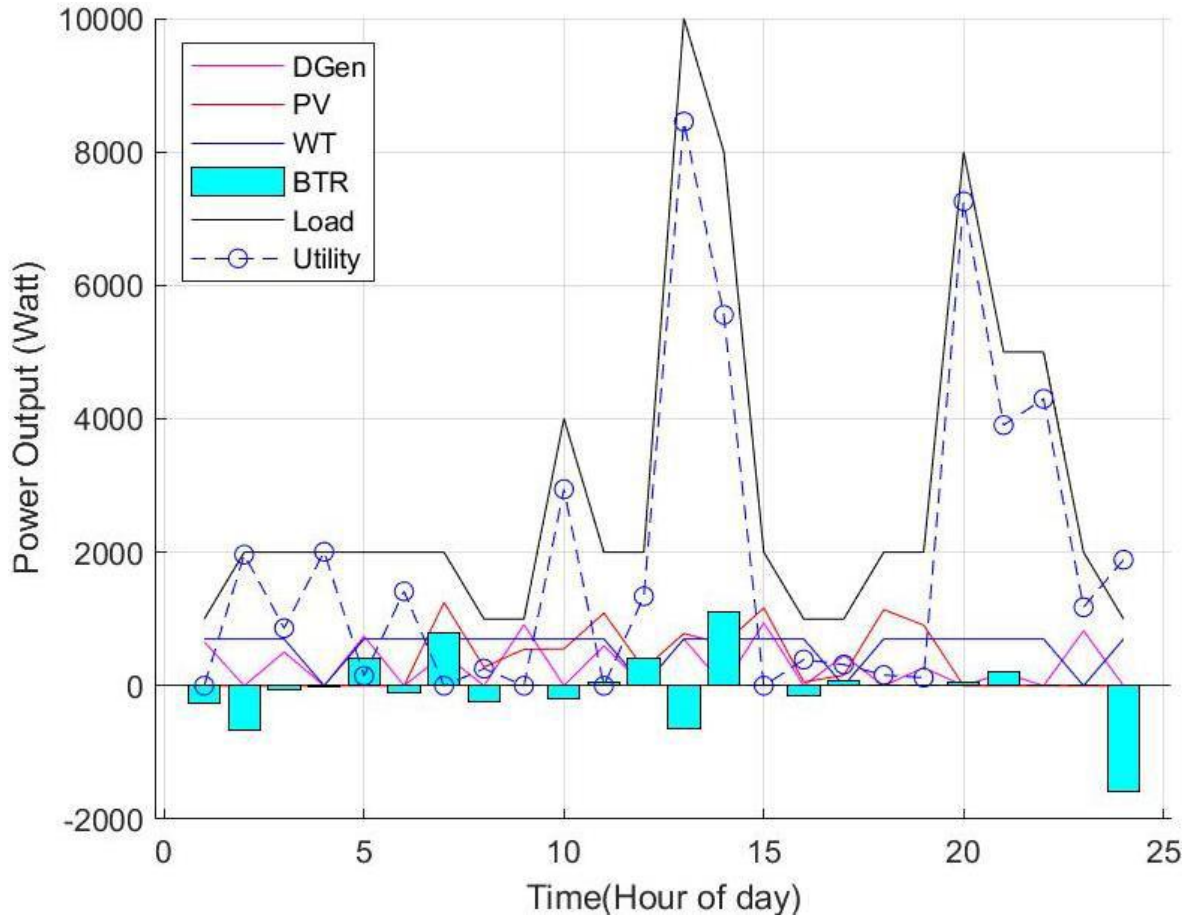 10000
8000
6000
4000
2000
0
-2000
Power Output (Watt)
DGen
PV
WT
BTR
Load
Utility
0 5 10 15 20 25
Time(Hour of day)